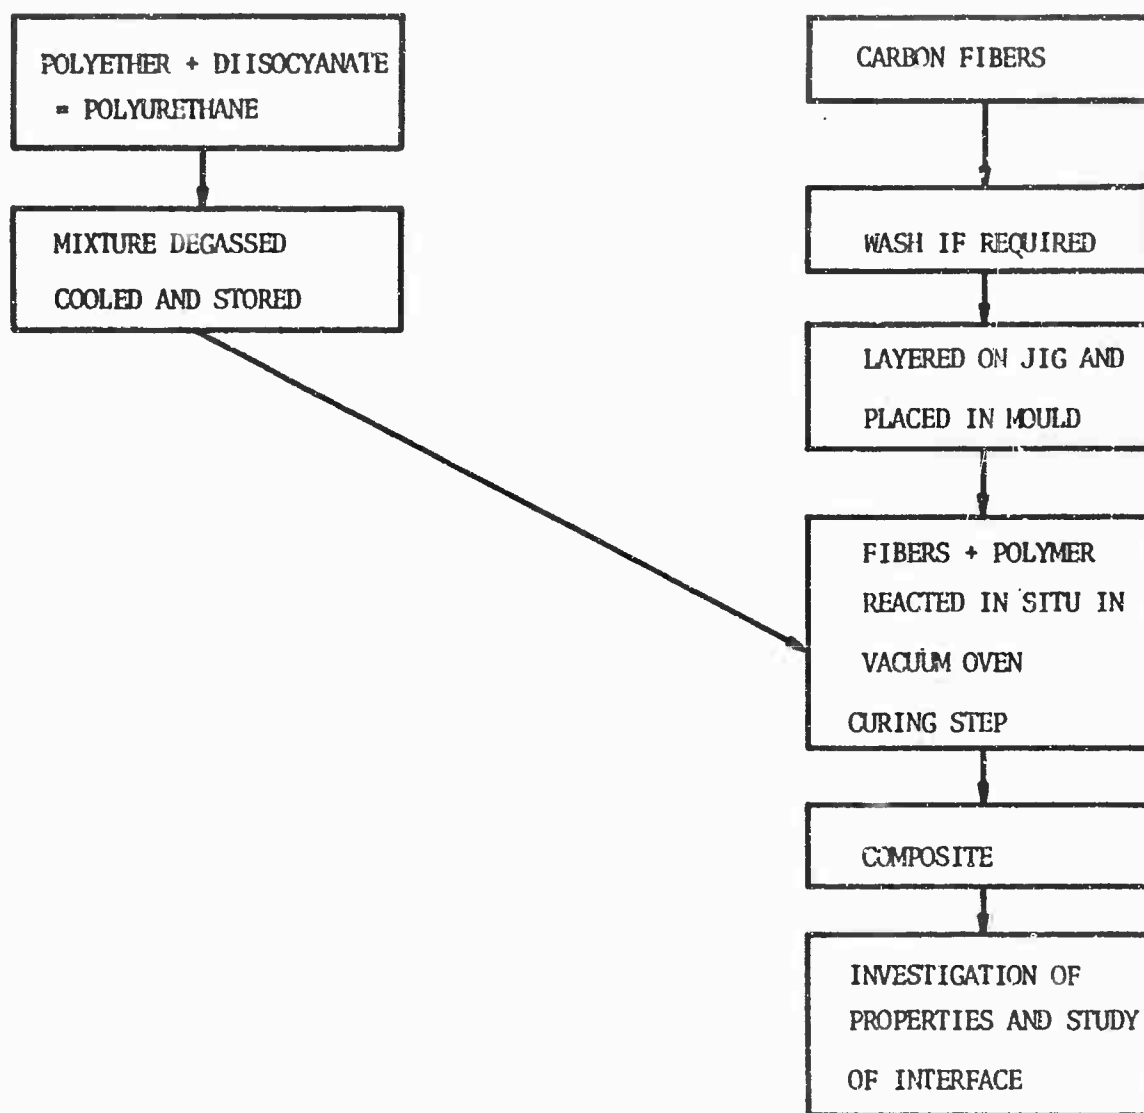 POLYETHER + DIISOCYANATE
= POLYURETHANE
MIXTURE DEGASSED
COOLED AND STORED
CARBON FIBERS
WASH IF REQUIRED
LAYERED ON JIG AND
PLACED IN MOULD
FIBERS + POLYMER
REACTED IN SITU IN
VACUUM OVEN
CURING STEP
COMPOSITE
INVESTIGATION OF
PROPERTIES AND STUDY
OF INTERFACE